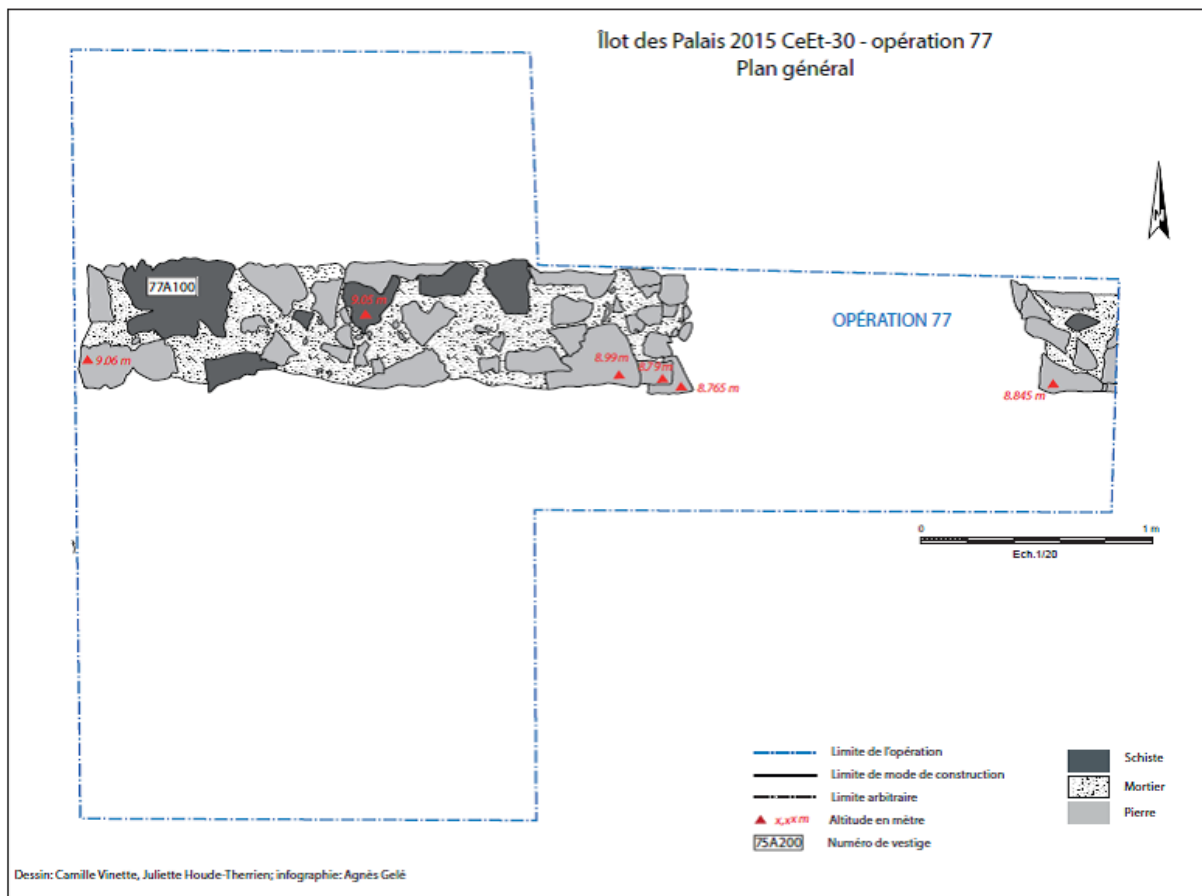 Îlot des Palais 2015 CeEt-30 - opération 77
Plan général
77A100
9.05 m
OPÉRATION 77
9.06 m
8.99m
8.79 m
8.765 m
8.845 m
0 1 m
Ech.1/20
Limite de l'opération
Limite de mode de construction
Limite arbitraire
x,xx m Altitude en mètre
75A200 Numéro de vestige
Schiste
Mortier
Pierre
Dessin: Camille Vinette, Juliette Houde-Therrien; infographie: Agnès Gelé